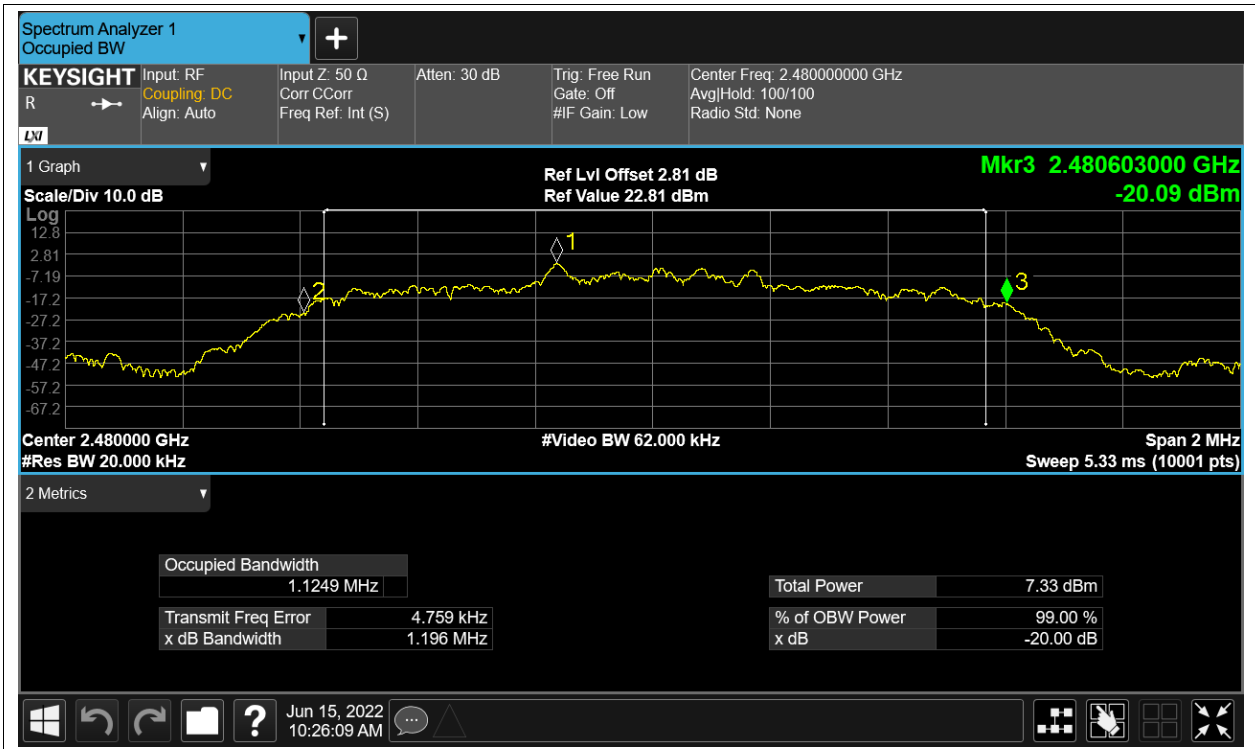 Spectrum Analyzer 1
Occupied BW
KEYSIGHT
R
LXI
Input: RF
Coupling: DC
Align: Auto
Input Z: 50 Ω
Corr CCorr
Freq Ref: Int (S)
Atten: 30 dB
Trig: Free Run
Gate: Off
#IF Gain: Low
Center Freq: 2.480000000 GHz
Avg|Hold: 100/100
Radio Std: None
1 Graph
Scale/Div 10.0 dB
Ref Lvl Offset 2.81 dB
Ref Value 22.81 dBm
Mkr3 2.480603000 GHz
-20.09 dBm
Log
12.8
2.81
-7.19
-17.2
-27.2
-37.2
-47.2
-57.2
-67.2
1
2
3
Center 2.480000 GHz
#Video BW 62.000 kHz
Span 2 MHz
#Res BW 20.000 kHz
Sweep 5.33 ms (10001 pts)
2 Metrics
Occupied Bandwidth
1.1249 MHz
Total Power 7.33 dBm
Transmit Freq Error 4.759 kHz
% of OBW Power 99.00 %
x dB Bandwidth 1.196 MHz
x dB -20.00 dB
?
Jun 15, 2022
10:26:09 AM